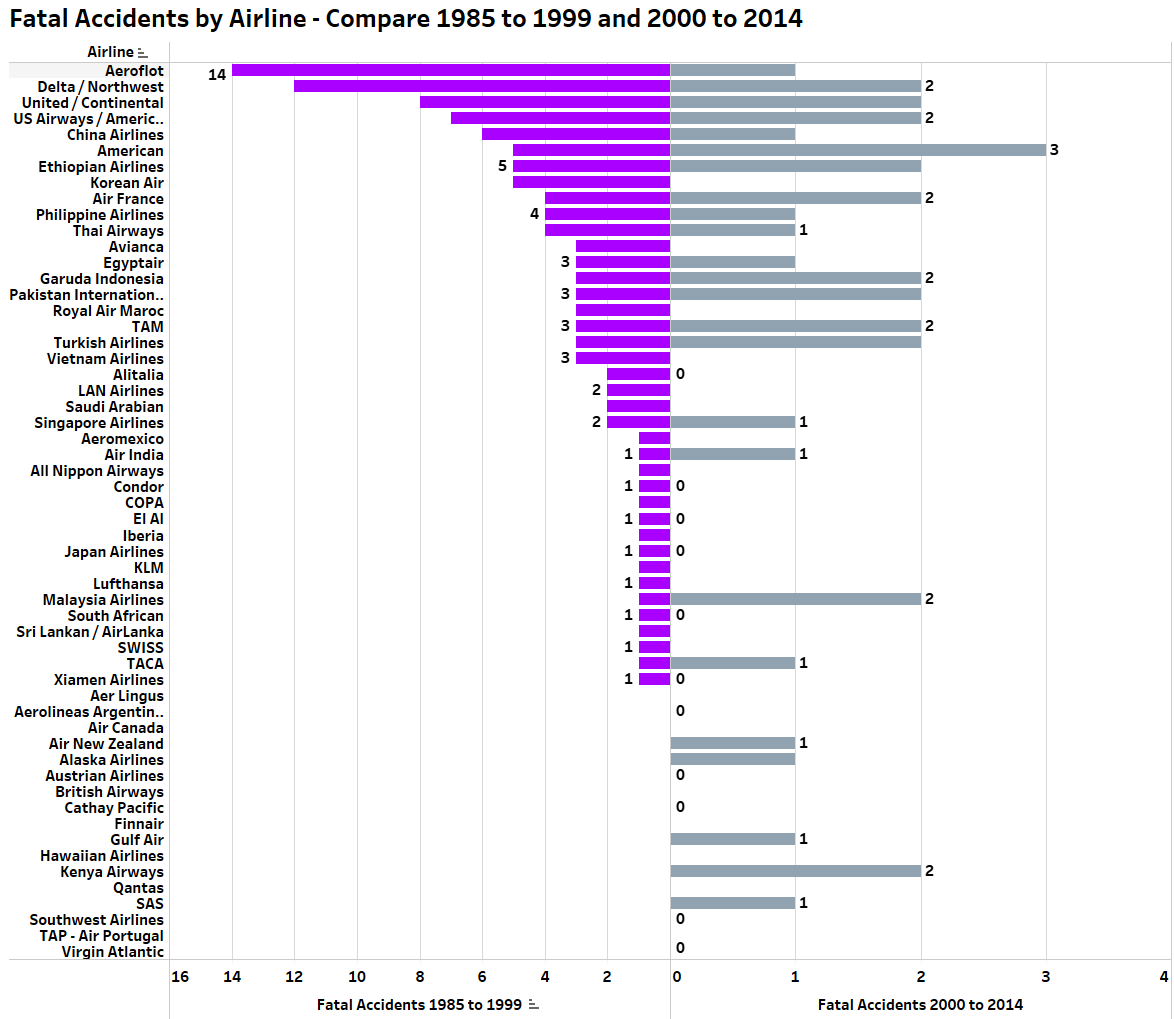 Fatal Accidents by Airline - Compare 1985 to 1999 and 2000 to 2014
Airline
Aeroflot 14
Delta / Northwest 2
United / Continental
US Airways / Americ.. 2
China Airlines
American 3
Ethiopian Airlines 5
Korean Air
Air France 2
Philippine Airlines 4
Thai Airways 1
Avianca
Egyptair 3
Garuda Indonesia 2
Pakistan Internation.. 3
Royal Air Maroc
TAM 3 2
Turkish Airlines
Vietnam Airlines 3
Alitalia 0
LAN Airlines 2
Saudi Arabian
Singapore Airlines 2 1
Aeromexico
Air India 1 1
All Nippon Airways
Condor 1 0
COPA
El Al 1 0
Iberia
Japan Airlines 1 0
KLM
Lufthansa 1
Malaysia Airlines 2
South African 1 0
Sri Lankan / AirLanka
SWISS 1
TACA 1
Xiamen Airlines 1 0
Aer Lingus
Aerolineas Argentin.. 0
Air Canada
Air New Zealand 1
Alaska Airlines
Austrian Airlines 0
British Airways
Cathay Pacific 0
Finnair
Gulf Air 1
Hawaiian Airlines
Kenya Airways 2
Qantas
SAS 1
Southwest Airlines 0
TAP - Air Portugal
Virgin Atlantic 0
16 14 12 10 8 6 4 2 0 1 2 3 4
Fatal Accidents 1985 to 1999 Fatal Accidents 2000 to 2014